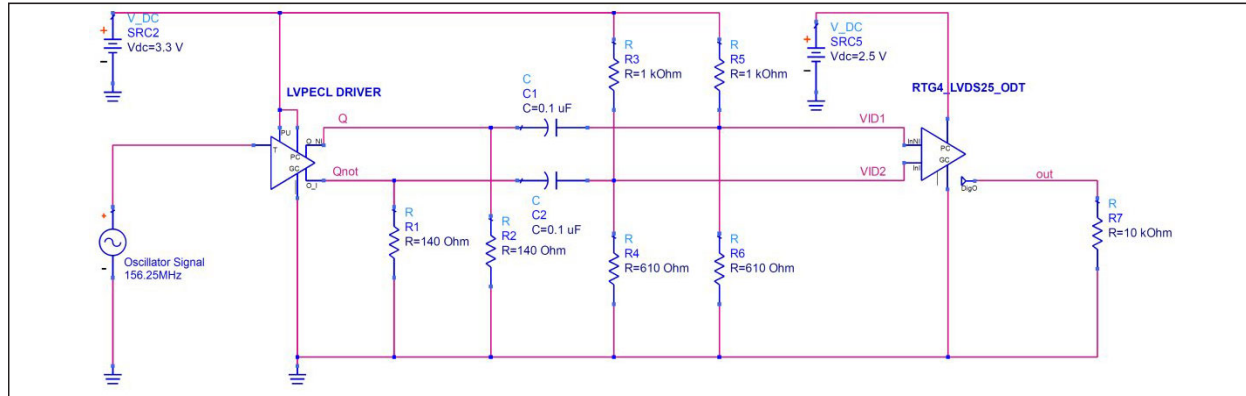 V_DC
SRC2
Vdc=3.3 V
+
-
LVPECL DRIVER
PU
PC
GC
T
O_NI
O_I
Q
Qnot
C
C1
C=0.1 uF
C
C2
C=0.1 uF
R
R1
R=140 Ohm
R
R2
R=140 Ohm
R
R3
R=1 kOhm
R
R5
R=1 kOhm
R
R4
R=610 Ohm
R
R6
R=610 Ohm
V_DC
SRC5
Vdc=2.5 V
+
-
RTG4_LVDS25_ODT
VID1
VID2
InNI
InI
PC
GC
DigO
out
R
R7
R=10 kOhm
+
-
Oscillator Signal
156.25MHz